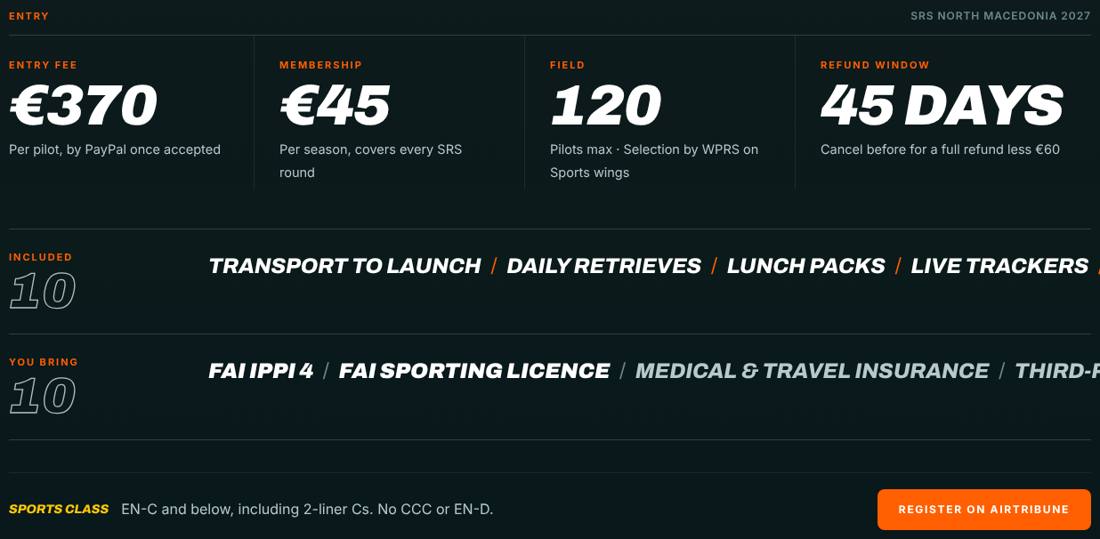 ENTRY
SRS NORTH MACEDONIA 2027
ENTRY FEE
€370
Per pilot, by PayPal once accepted
MEMBERSHIP
€45
Per season, covers every SRS
round
FIELD
120
Pilots max · Selection by WPRS on
Sports wings
REFUND WINDOW
45 DAYS
Cancel before for a full refund less €60
INCLUDED
10
TRANSPORT TO LAUNCH / DAILY RETRIEVES / LUNCH PACKS / LIVE TRACKERS /
YOU BRING
10
FAI IPPI 4 / FAI SPORTING LICENCE / MEDICAL & TRAVEL INSURANCE / THIRD-
SPORTS CLASS
EN-C and below, including 2-liner Cs. No CCC or EN-D.
REGISTER ON AIRTRIBUNE